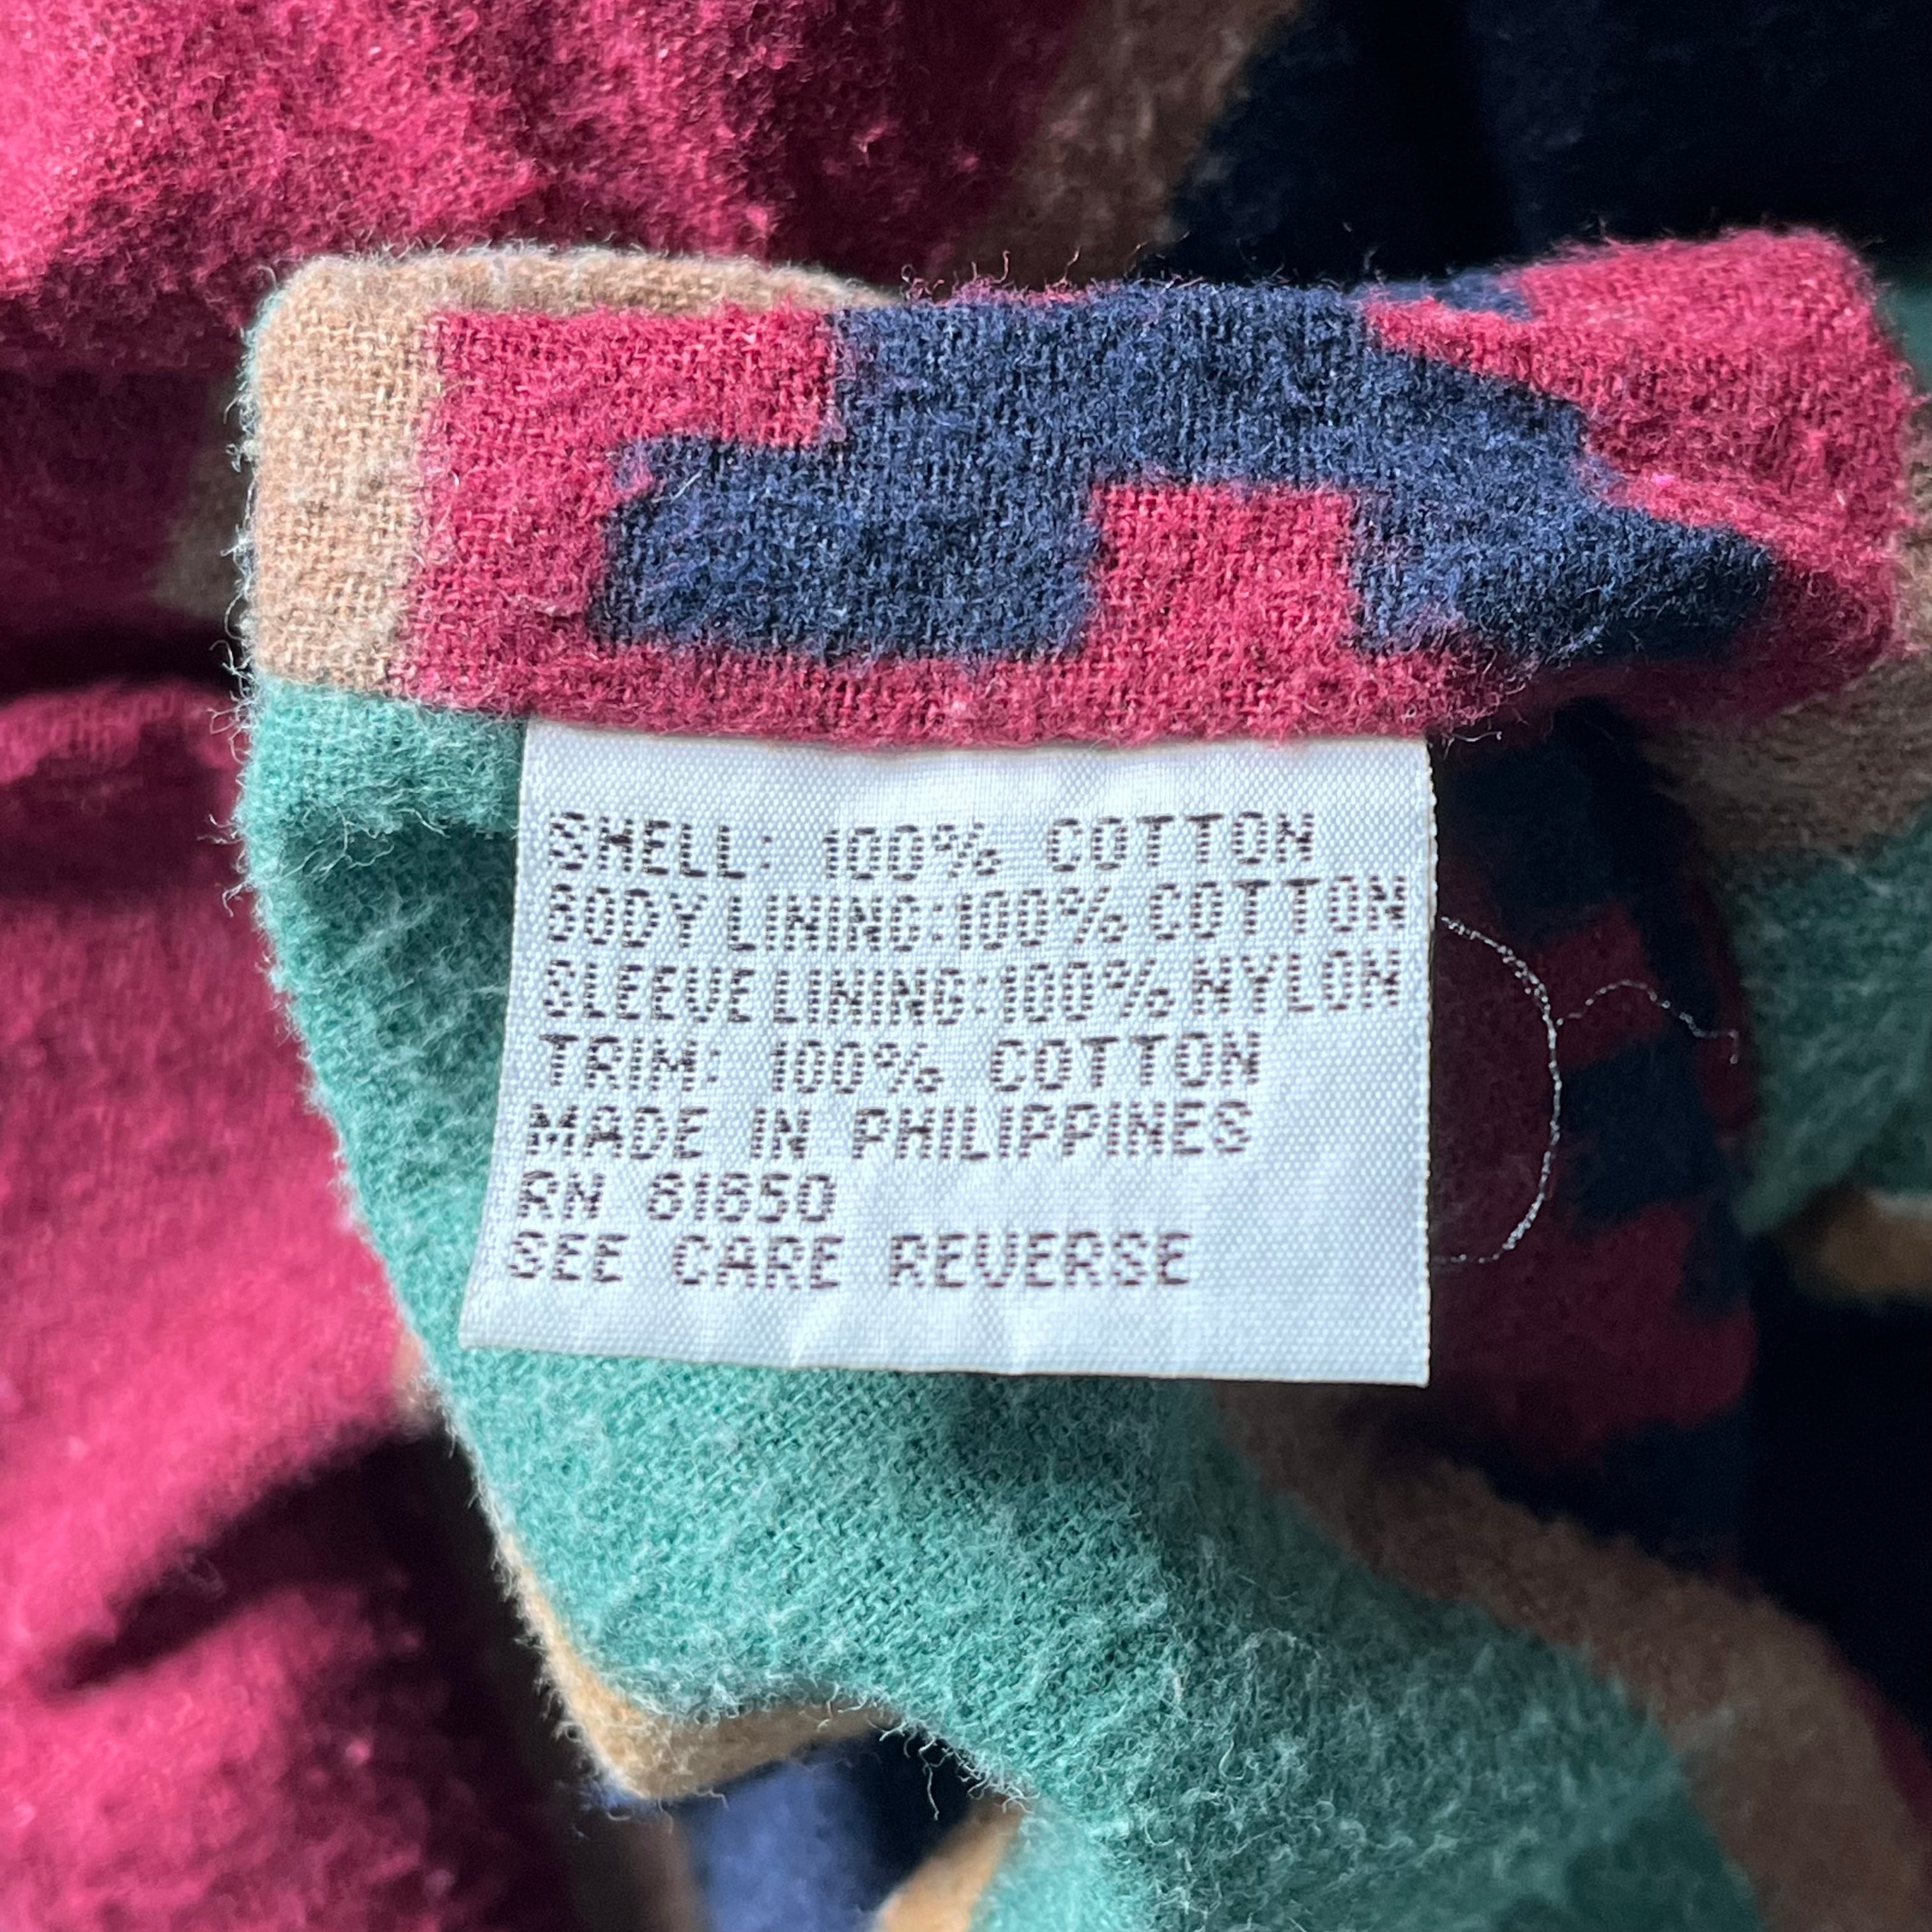 SHELL: 100% COTTON
BODY LINING:100% COTTON
SLEEVE LINING:100% NYLON
TRIM: 100% COTTON
MADE IN PHILIPPINES
RN 61650
SEE CARE REVERSE